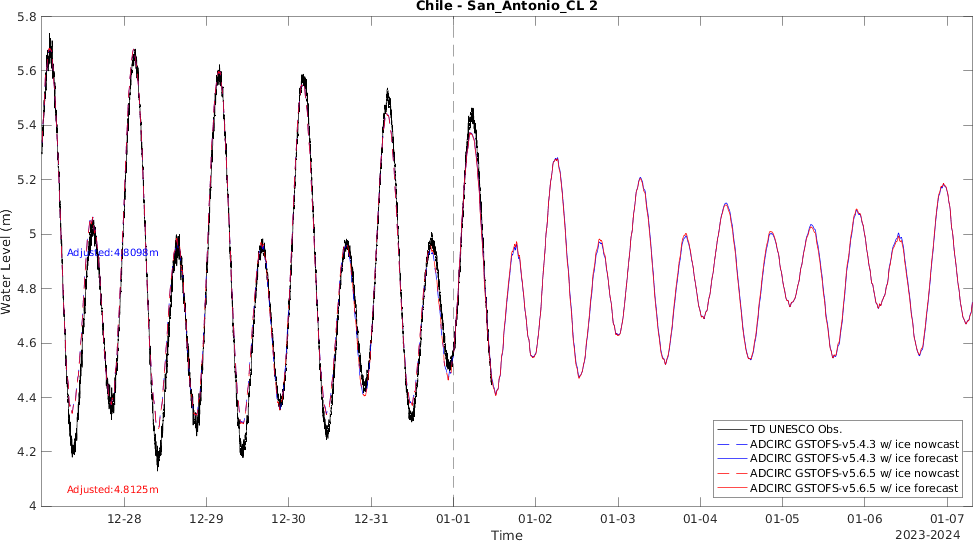 Chile - San_Antonio_CL 2
5.8
5.6
5.4
5.2
5
4.8
4.6
4.4
4.2
4
Water Level (m)
Adjusted:4.8098m
Adjusted:4.8125m
TD UNESCO Obs.
ADCIRC GSTOFS-v5.4.3 w/ ice nowcast
ADCIRC GSTOFS-v5.4.3 w/ ice forecast
ADCIRC GSTOFS-v5.6.5 w/ ice nowcast
ADCIRC GSTOFS-v5.6.5 w/ ice forecast
12-28 12-29 12-30 12-31 01-01 01-02 01-03 01-04 01-05 01-06 01-07
Time
2023-2024